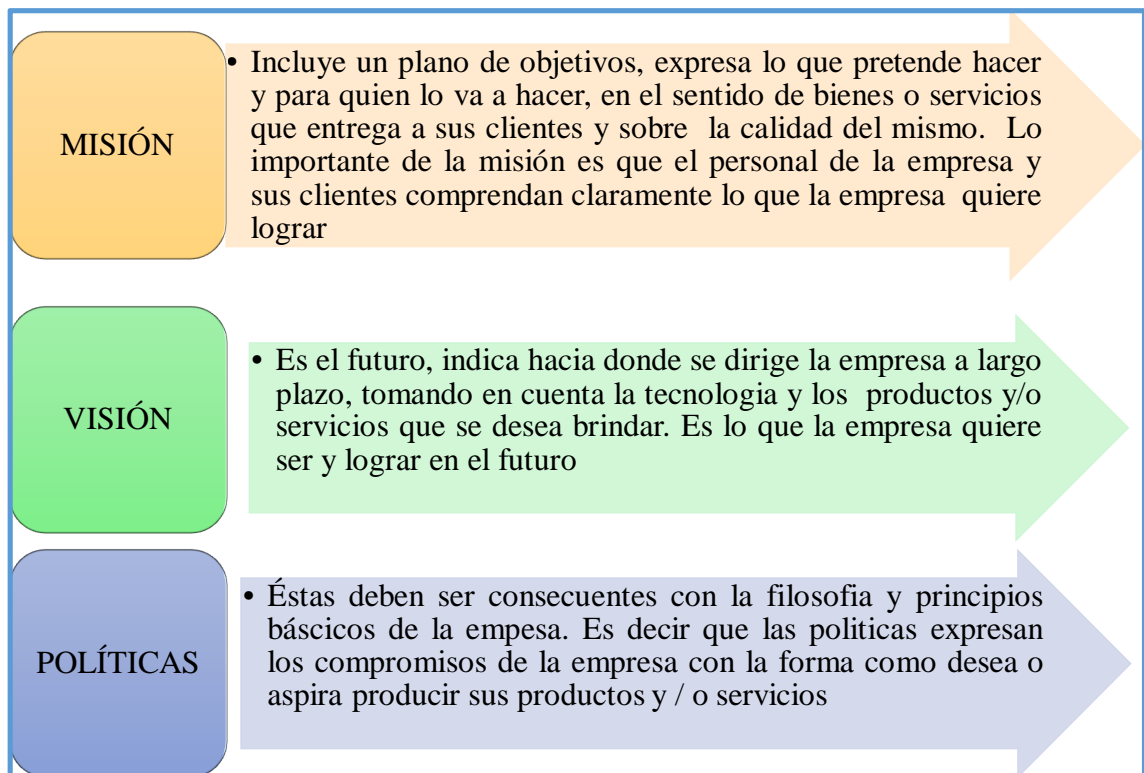 MISIÓN
• Incluye un plano de objetivos, expresa lo que pretende hacer
y para quien lo va a hacer, en el sentido de bienes o servicios
que entrega a sus clientes y sobre la calidad del mismo. Lo
importante de la misión es que el personal de la empresa y
sus clientes comprendan claramente lo que la empresa quiere
lograr
VISIÓN
• Es el futuro, indica hacia donde se dirige la empresa a largo
plazo, tomando en cuenta la tecnologia y los productos y/o
servicios que se desea brindar. Es lo que la empresa quiere
ser y lograr en el futuro
POLÍTICAS
• Éstas deben ser consecuentes con la filosofia y principios
báscicos de la empesa. Es decir que las politicas expresan
los compromisos de la empresa con la forma como desea o
aspira producir sus productos y / o servicios